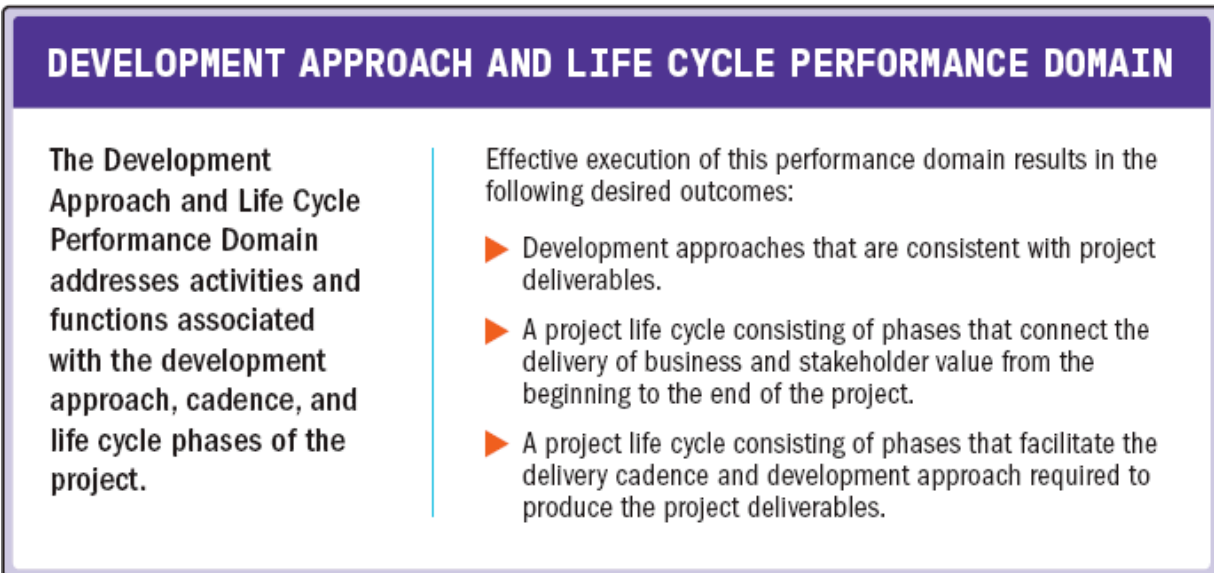 DEVELOPMENT APPROACH AND LIFE CYCLE PERFORMANCE DOMAIN
The Development
Approach and Life Cycle
Performance Domain
addresses activities and
functions associated
with the development
approach, cadence, and
life cycle phases of the
project.
Effective execution of this performance domain results in the
following desired outcomes:
Development approaches that are consistent with project
deliverables.
A project life cycle consisting of phases that connect the
delivery of business and stakeholder value from the
beginning to the end of the project.
A project life cycle consisting of phases that facilitate the
delivery cadence and development approach required to
produce the project deliverables.